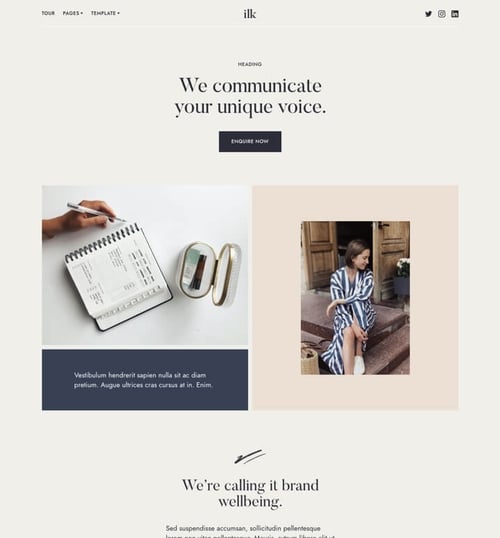 TOUR PAGES TEMPLATE
ilk
HEADING
We communicate
your unique voice.
ENQUIRE NOW
Vestibulum hendrerit sapien nulla sit ac diam
pretium. Augue ultrices cras cursus at in. Enim.
We're calling it brand
wellbeing.
Sed suspendisse accumsan, sollicitudin pellentesque